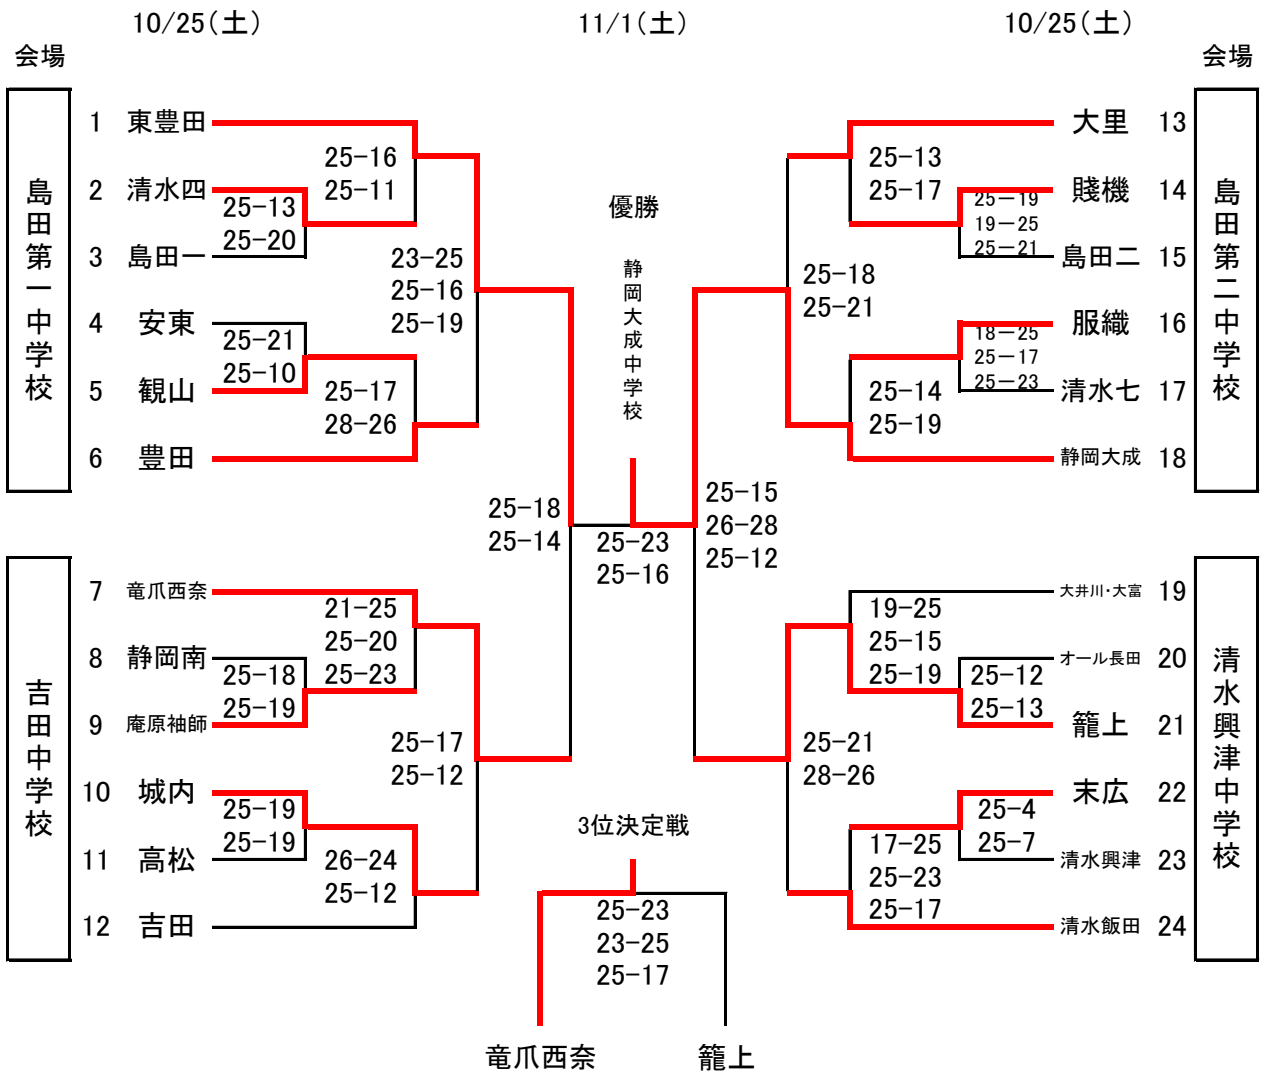 10/25(土)
11/1(土)
10/25(土)
会場
会場
島田第一中学校
1 東豊田
2 清水四
3 島田一
4 安東
5 観山
6 豊田
25-13
25-20
25-21
25-10
25-16
25-11
25-17
28-26
23-25
25-16
25-19
吉田中学校
7 竜爪西奈
8 静岡南
9 庵原袖師
10 城内
11 高松
12 吉田
25-18
25-19
25-19
25-19
21-25
25-20
25-23
26-24
25-12
25-17
25-12
25-18
25-14
優勝
静岡大成中学校
25-23
25-16
25-15
26-28
25-12
大里 13
賤機 14
島田二 15
服織 16
清水七 17
静岡大成 18
島田第二中学校
25-13
25-17
25-19
19-25
25-21
18-25
25-17
25-23
25-14
25-19
25-18
25-21
大井川・大富 19
オール長田 20
籠上 21
末広 22
清水興津 23
清水飯田 24
清水興津中学校
19-25
25-15
25-19
25-12
25-13
25-4
25-7
17-25
25-23
25-17
25-21
28-26
3位決定戦
25-23
23-25
25-17
竜爪西奈
籠上